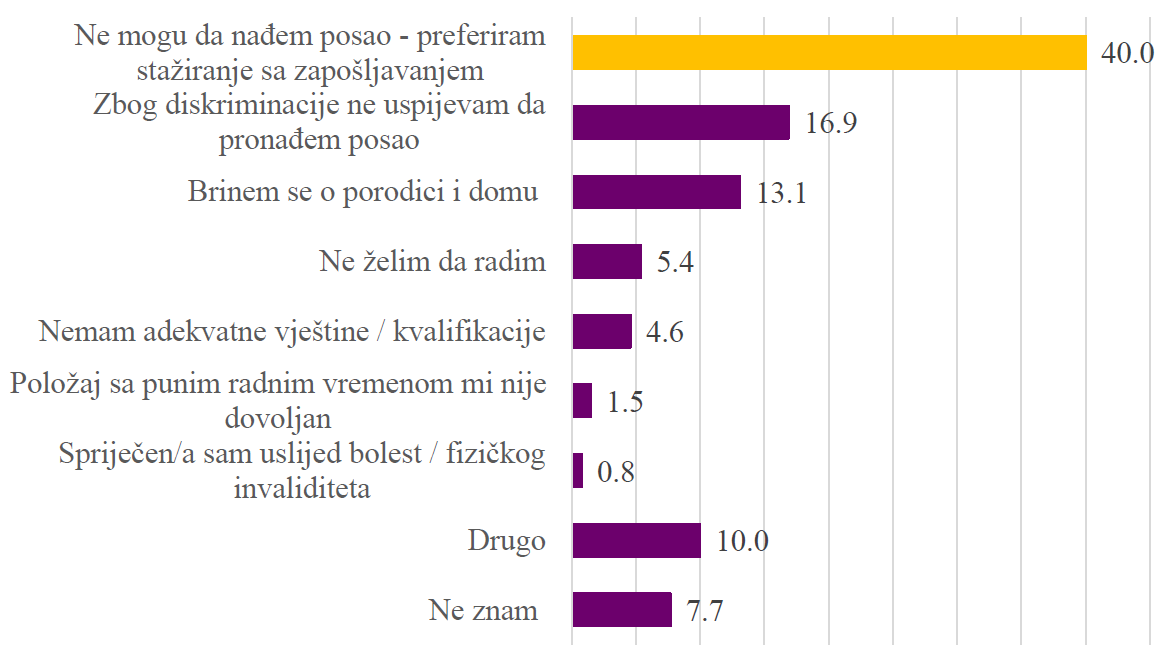 Ne mogu da nađem posao - preferiram
stažiranje sa zapošljavanjem
40.0
Zbog diskriminacije ne uspijevam da
pronađem posao
16.9
Brinem se o porodici i domu
13.1
Ne želim da radim
5.4
Nemam adekvatne vještine / kvalifikacije
4.6
Položaj sa punim radnim vremenom mi nije
dovoljan
1.5
Spriječen/a sam uslijed bolest / fizičkog
invaliditeta
0.8
Drugo
10.0
Ne znam
7.7